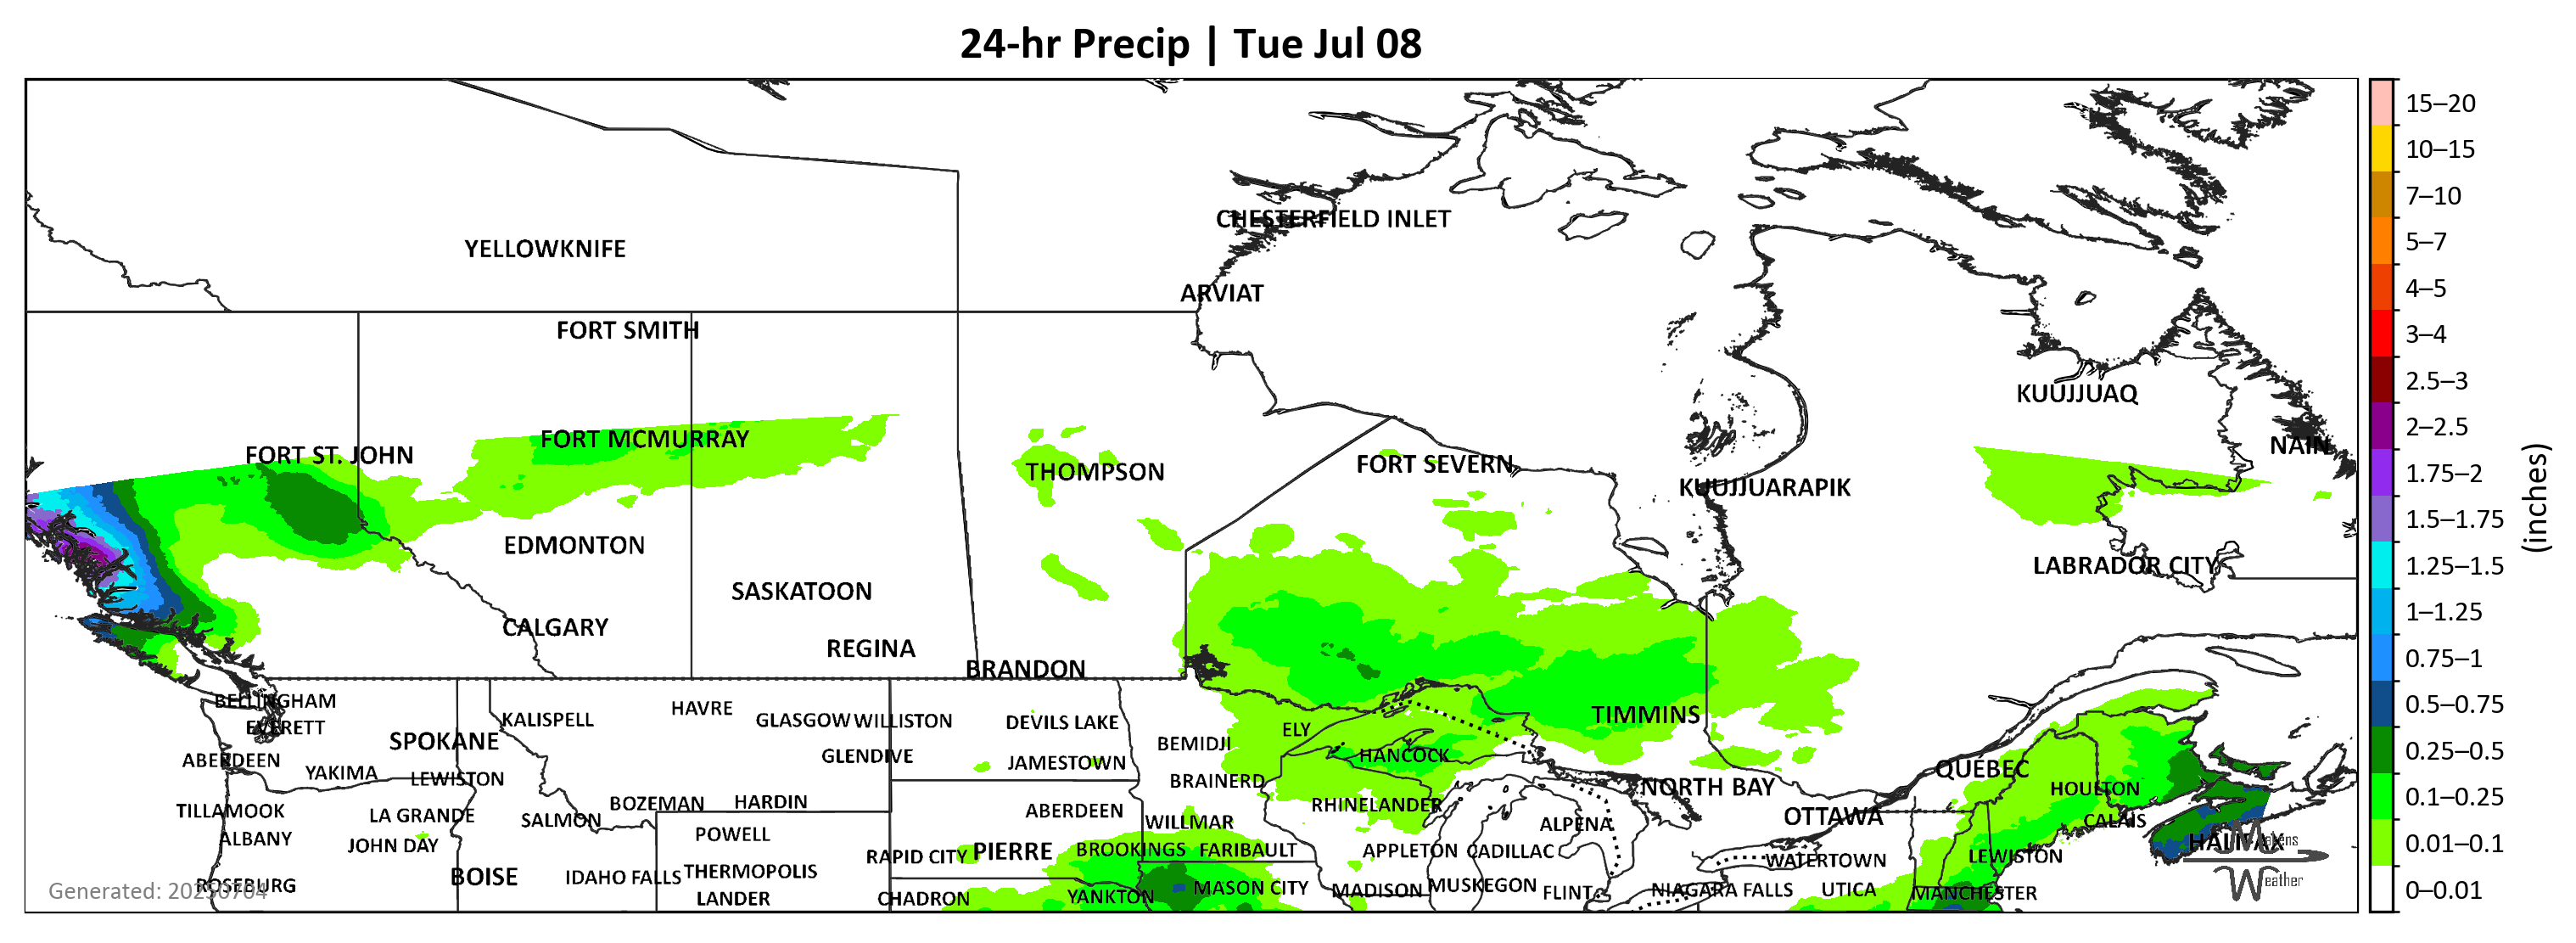 24-hr Precip | Tue Jul 08
CHESTERFIELD INLET
YELLOWKNIFE
ARVIAT
FORT SMITH
KUUJJUAQ
FORT MCMURRAY
NAIN
FORT ST. JOHN
THOMPSON
FORT SEVERN
KUUJJUARAPIK
EDMONTON
LABRADOR CITY
SASKATOON
CALGARY
REGINA
BRANDON
BELLINGHAM
HAVRE
TIMMINS
KALISPELL
GLASGOW
WILLISTON
DEVILS LAKE
EVERETT
ELY
SPOKANE
BEMIDJI
ABERDEEN
GLENDIVE
JAMESTOWN
HANCOCK
QUÉBEC
YAKIMA
LEWISTON
BRAINERD
NORTH BAY
HOULTON
BOZEMAN
HARDIN
RHINELANDER
TILLAMOOK
LA GRANDE
SALMON
ABERDEEN
WILLMAR
ALPENA
OTTAWA
CALAIS
ALBANY
JOHN DAY
POWELL
HALIFAX
RAPID CITY
PIERRE
BROOKINGS
FARIBAULT
APPLETON
CADILLAC
WATERTOWN
LEWISTON
BOISE
IDAHO FALLS
THERMOPOLIS
ROSEBURG
LANDER
CHADRON
YANKTON
MASON CITY
MADISON
MUSKEGON
FLINT
NIAGARA FALLS
UTICA
MANCHESTER
Weather
Generated: 20250704
15–20
10–15
7–10
5–7
4–5
3–4
2.5–3
2–2.5
1.75–2
1.5–1.75
1.25–1.5
1–1.25
0.75–1
0.5–0.75
0.25–0.5
0.1–0.25
0.01–0.1
0–0.01
(inches)